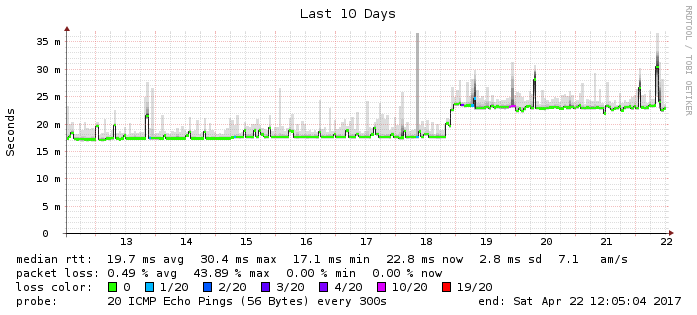 Last 10 Days
RRDTOOL / TOBI OETIKER
Seconds
35 m
30 m
25 m
20 m
15 m
10 m
5 m
0
13 14 15 16 17 18 19 20 21 22
median rtt: 19.7 ms avg 30.4 ms max 17.1 ms min 22.8 ms now 2.8 ms sd 7.1 am/s
packet loss: 0.49 % avg 43.89 % max 0.00 % min 0.00 % now
loss color: 0 1/20 2/20 3/20 4/20 10/20 19/20
probe: 20 ICMP Echo Pings (56 Bytes) every 300s end: Sat Apr 22 12:05:04 2017